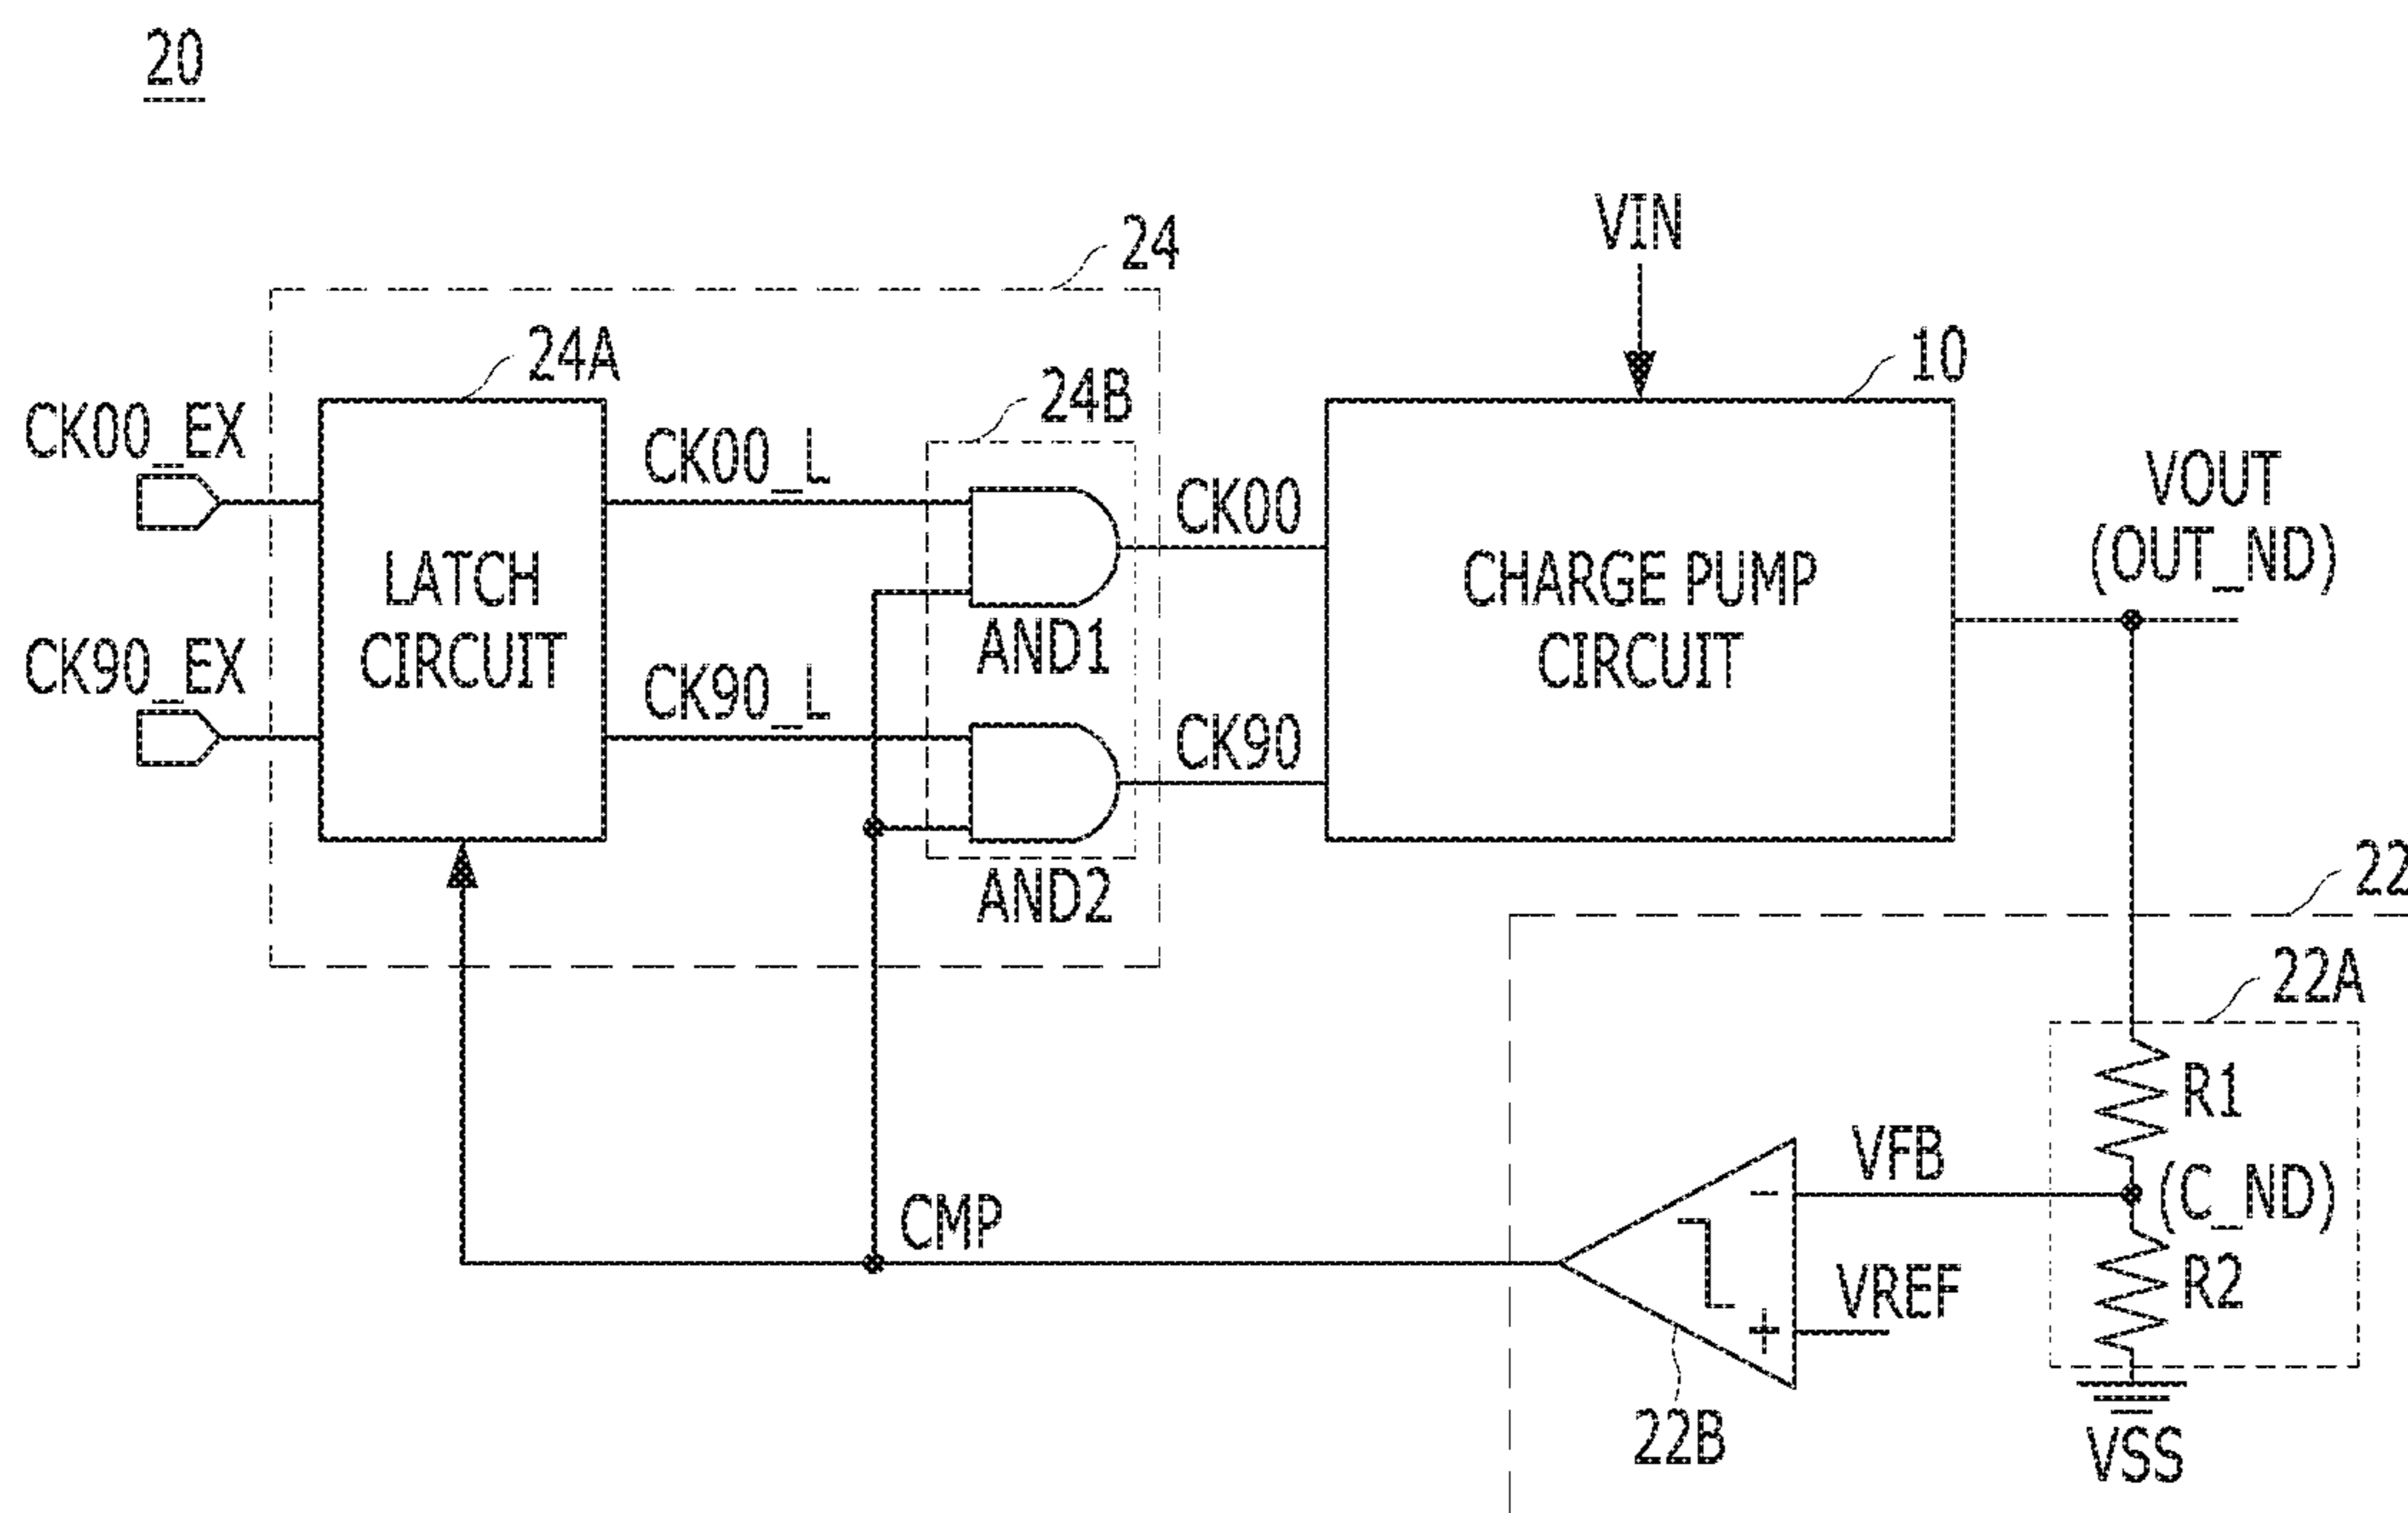 20
VIN
24
24A
10
24B
CK00_EX
CK00_L
CK00
VOUT
(OUT_ND)
LATCH
CIRCUIT
CHARGE PUMP
CIRCUIT
AND1
CK90_EX
CK90_L
CK90
AND2
22
22A
R1
VFB
(C_ND)
CMP
-
VREF
R2
+
22B
VSS